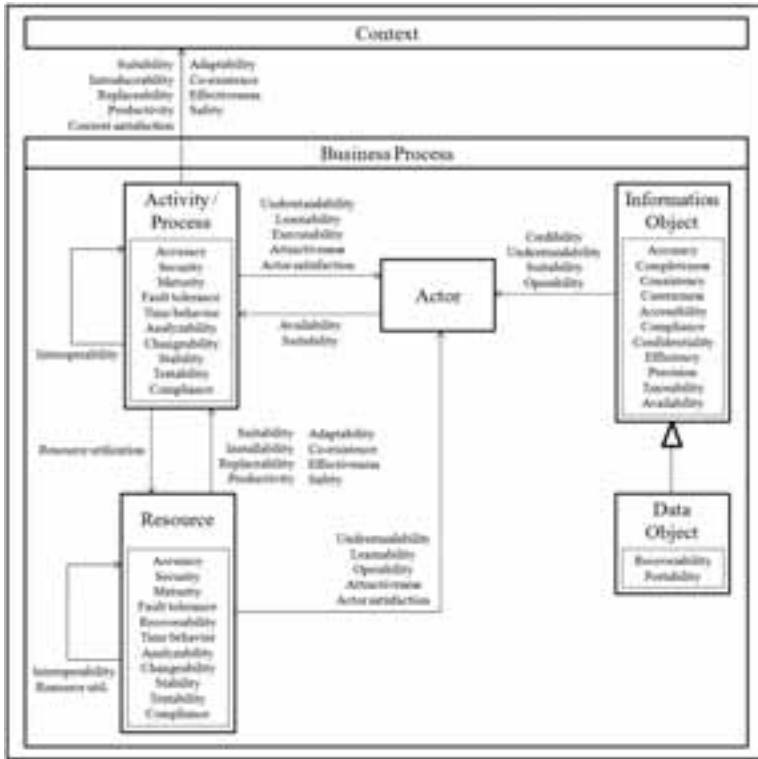 Context
Suitability
Introducability
Replaceability
Productivity
Context satisfaction
Adaptability
Co-existence
Effectiveness
Safety
Business Process
Activity /
Process
Accuracy
Security
Maturity
Fault tolerance
Time behavior
Analyzability
Changeability
Stability
Testability
Compliance
Interoperability
Understandability
Learnability
Executability
Attractiveness
Actor satisfaction
Actor
Availability
Suitability
Credibility
Understandability
Suitability
Operability
Information
Object
Accuracy
Completeness
Consistency
Currentness
Accessibility
Compliance
Confidentiality
Efficiency
Precision
Traceability
Availability
Resource utilization
Suitability
Installability
Replaceability
Productivity
Adaptability
Co-existence
Effectiveness
Safety
Resource
Accuracy
Security
Maturity
Fault tolerance
Recoverability
Time behavior
Analyzability
Changeability
Stability
Testability
Compliance
Interoperability
Resource util.
Understandability
Learnability
Operability
Attractiveness
Actor satisfaction
Data
Object
Recoverability
Portability